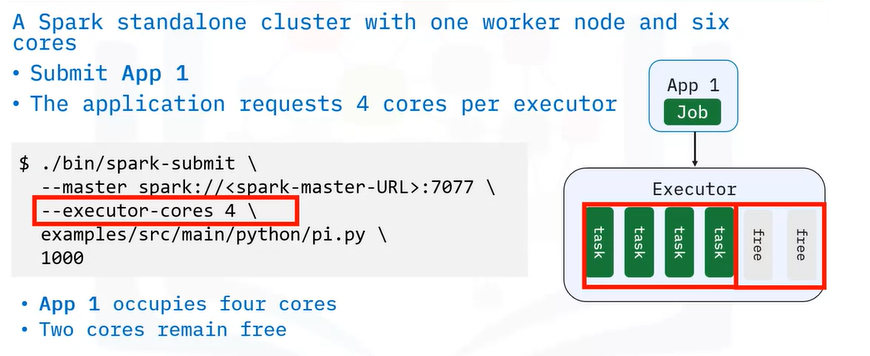 A Spark standalone cluster with one worker node and six
cores
• Submit App 1
• The application requests 4 cores per executor
$ ./bin/spark-submit \
--master spark://<spark-master-URL>:7077 \
--executor-cores 4 \
examples/src/main/python/pi.py \
1000
• App 1 occupies four cores
• Two cores remain free
App 1
Job
Executor
task
task
task
task
free
free